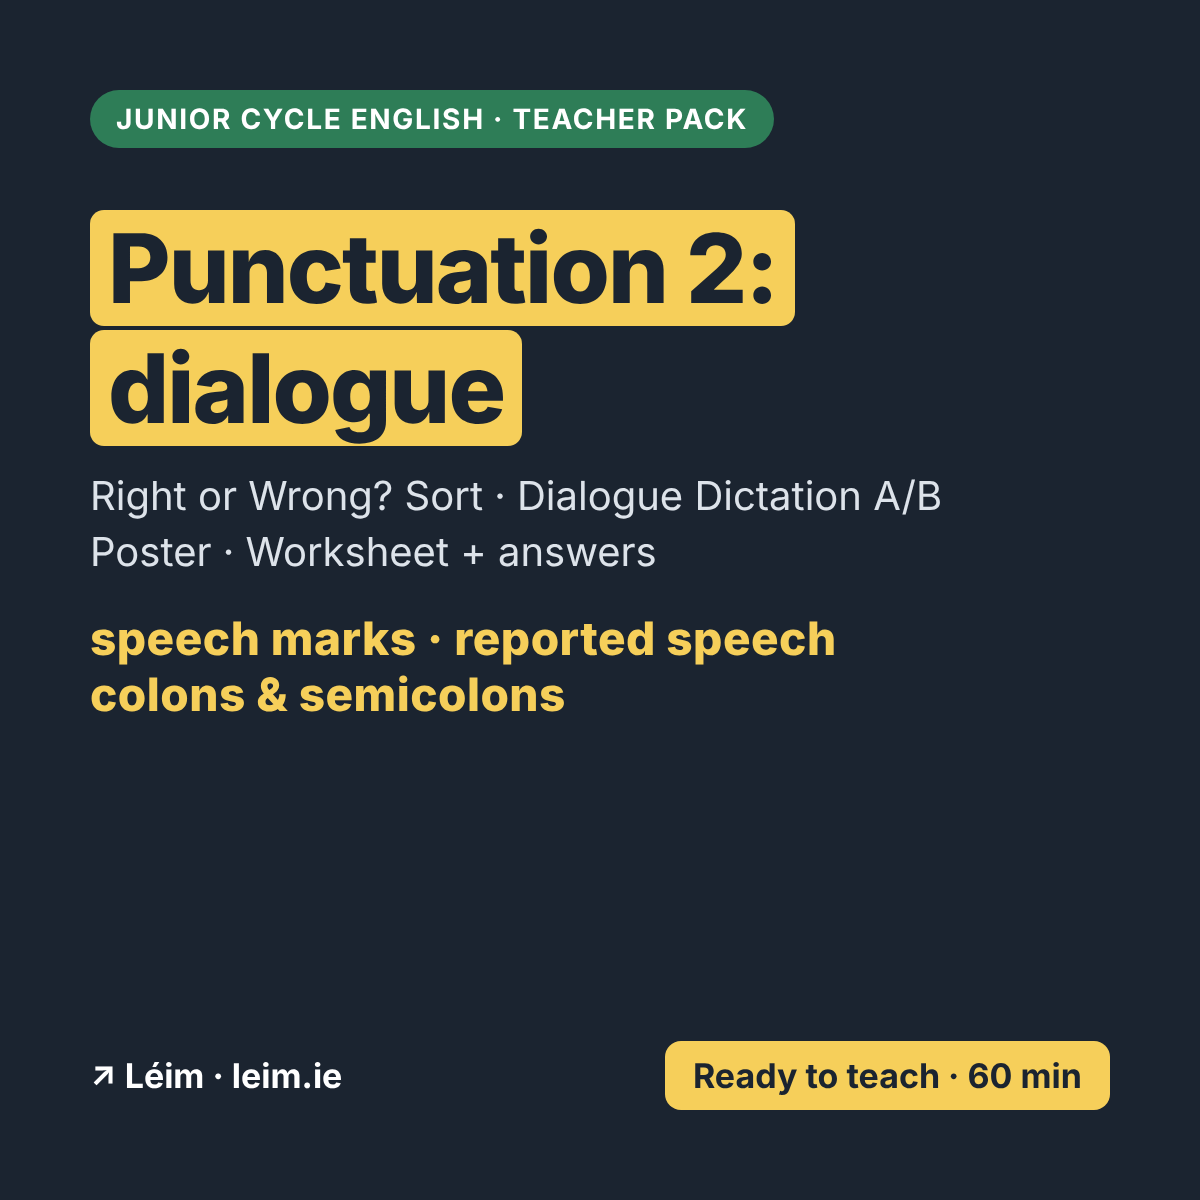 JUNIOR CYCLE ENGLISH · TEACHER PACK
Punctuation 2:
dialogue
Right or Wrong? Sort · Dialogue Dictation A/B
Poster · Worksheet + answers
speech marks · reported speech
colons & semicolons
↗ Léim · leim.ie
Ready to teach · 60 min